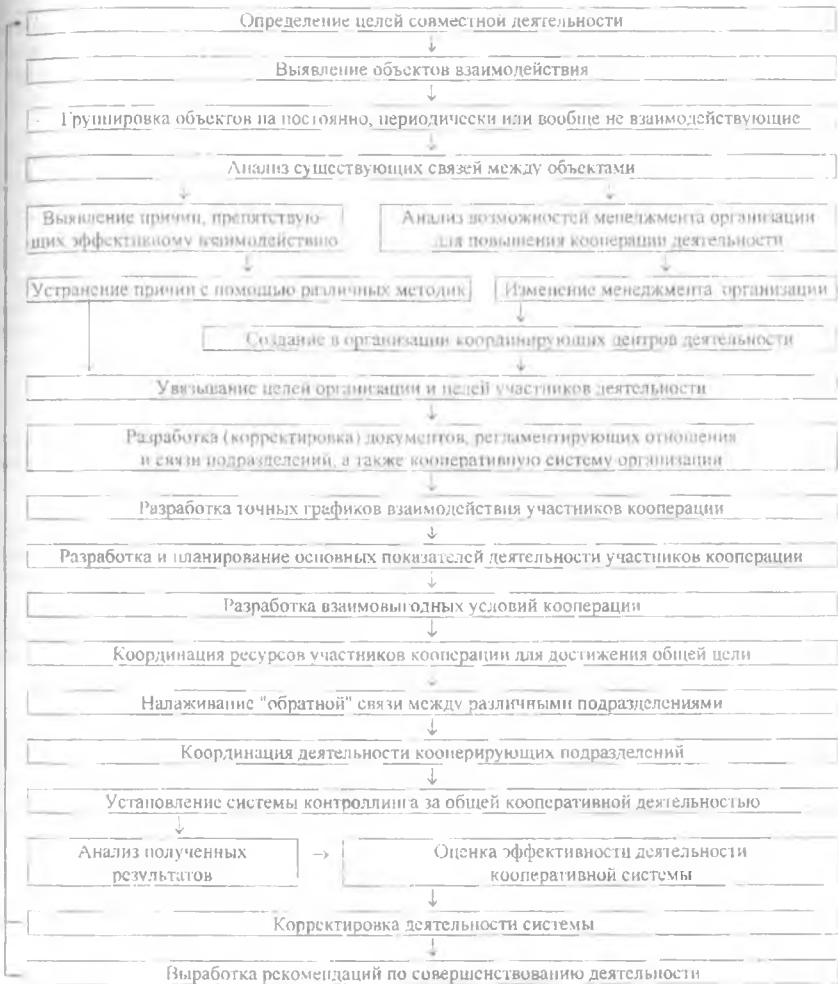 Определение целей совместной деятельности
Выявление объектов взаимодействия
Группировка объектов на постоянно, периодически или вообще не взаимодействующие
Анализ существующих связей между объектами
Выявление причин, препятствую-
щих эффективному взаимодействию
Анализ возможностей менеджмента организации
для повышения кооперации деятельности
Устранение причин с помощью различных методик
Изменение менеджмента организации
Создание в организации координирующих центров деятельности
Увязывание целей организации и целей участников деятельности
Разработка (корректировка) документов, регламентирующих отношения
и связи подразделений, а также кооперативную систему организации
Разработка точных графиков взаимодействия участников кооперации
Разработка и планирование основных показателей деятельности участников кооперации
Разработка взаимовыгодных условий кооперации
Координация ресурсов участников кооперации для достижения общей цели
Налаживание "обратной" связи между различными подразделениями
Координация деятельности кооперирующих подразделений
Установление системы контроллинга за общей кооперативной деятельностью
Анализ полученных
результатов
Оценка эффективности деятельности
кооперативной системы
Корректировка деятельности системы
Выработка рекомендаций по совершенствованию деятельности